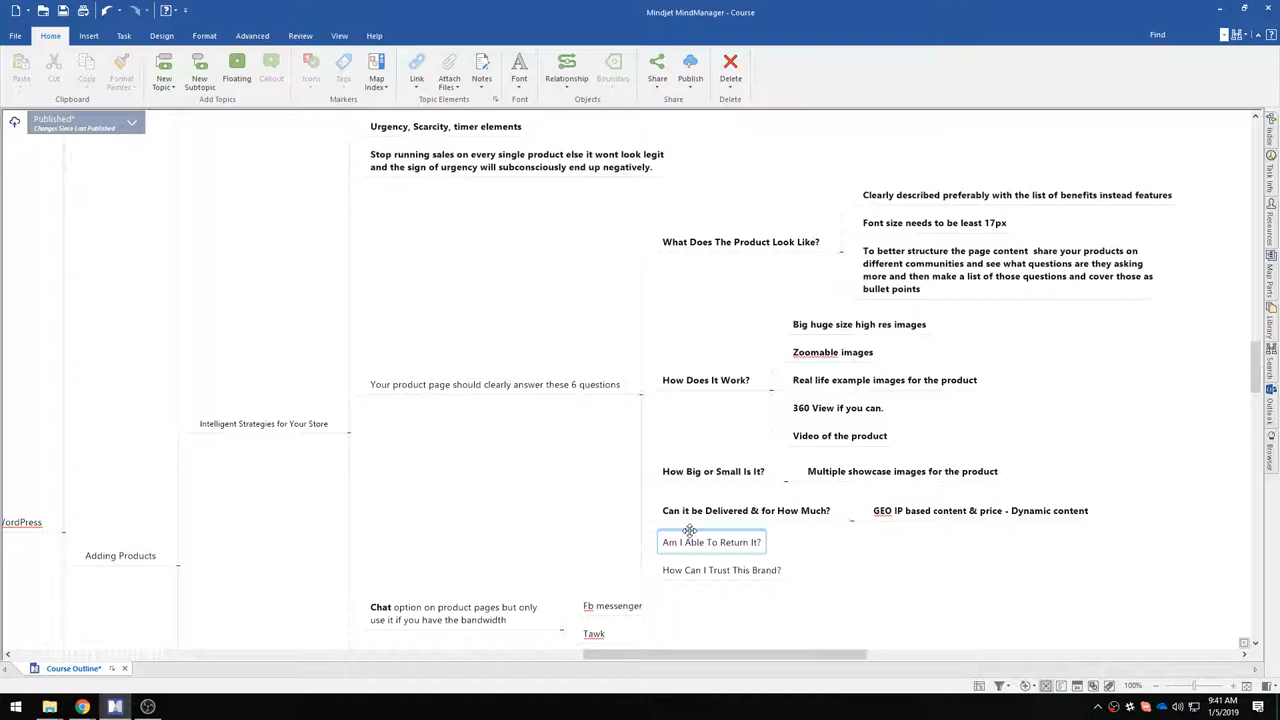 Mindjet MindManager - Course
File Home Insert Task Design Format Advanced Review View Help Find
Paste Cut Copy Format Painter New Topic New Subtopic Floating Callout Icons Tags Map Index Link Attach Files Notes Font Relationship Boundary Share Publish Delete
Clipboard Add Topics Markers Topic Elements Font Objects Share Delete
Published*
Changes Since Last Published
Urgency, Scarcity, timer elements
Stop running sales on every single product else it wont look legit
and the sign of urgency will subconsciously end up negatively.
Clearly described preferably with the list of benefits instead features
Font size needs to be least 17px
What Does The Product Look Like?
To better structure the page content share your products on
different communities and see what questions are they asking
more and then make a list of those questions and cover those as
bullet points
Big huge size high res images
Zoomable images
Your product page should clearly answer these 6 questions
How Does It Work?
Real life example images for the product
360 View if you can.
Intelligent Strategies for Your Store
Video of the product
How Big or Small Is It?
Multiple showcase images for the product
Can it be Delivered & for How Much?
GEO IP based content & price - Dynamic content
WordPress
Am I Able To Return It?
Adding Products
How Can I Trust This Brand?
Chat option on product pages but only
use it if you have the bandwidth
Fb messenger
Tawk
Index
Task Info
Resources
Map Parts
Library
Search
Outlook
Browser
Course Outline*
100%
9:41 AM
1/5/2019